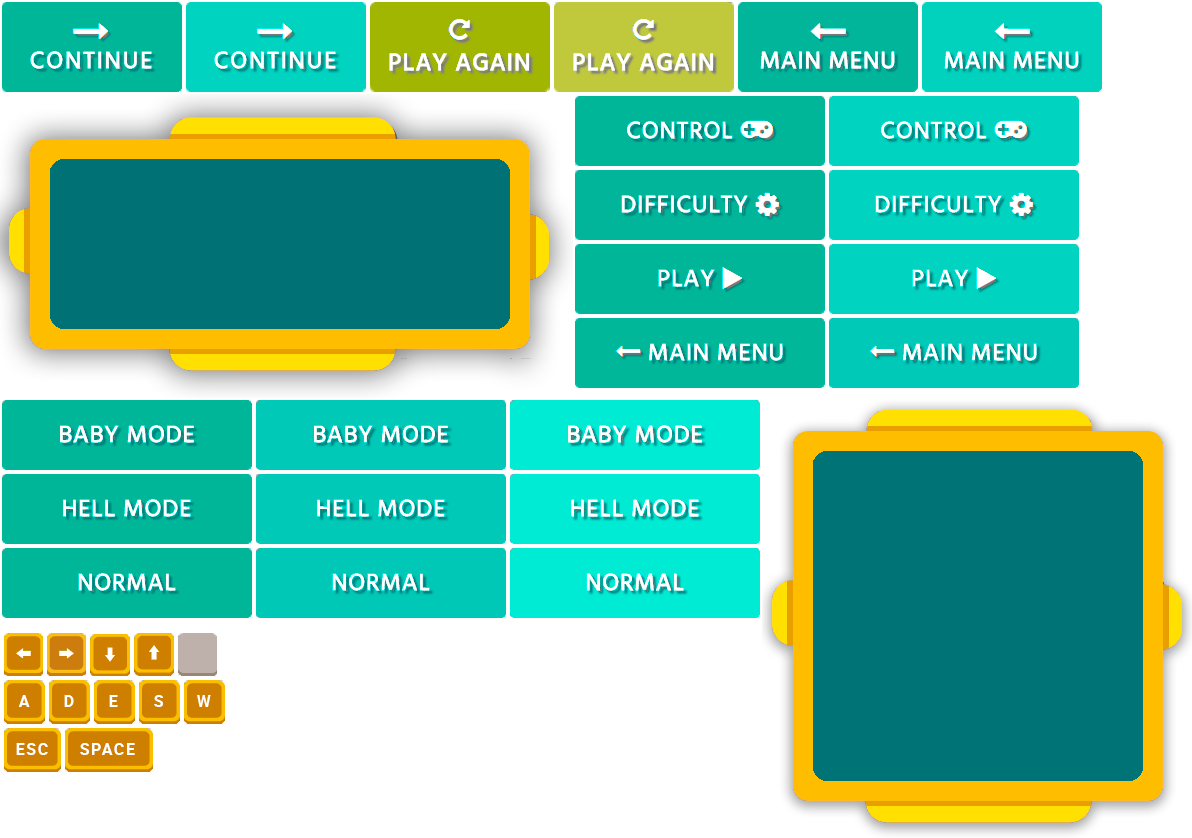 CONTINUE
CONTINUE
PLAY AGAIN
PLAY AGAIN
MAIN MENU
MAIN MENU
CONTROL
CONTROL
DIFFICULTY
DIFFICULTY
PLAY
PLAY
MAIN MENU
MAIN MENU
BABY MODE
BABY MODE
BABY MODE
HELL MODE
HELL MODE
HELL MODE
NORMAL
NORMAL
NORMAL
A
D
E
S
W
ESC
SPACE